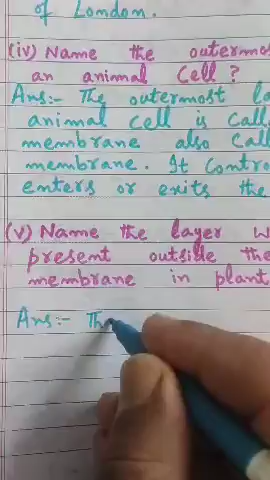 of London.
(iv) Name the outermo
an animal Cell ?
Ans:- The outermost la
animal cell is call
membrane also Call
membrane. It Contro
enters or exits the
(v) Name the layer w
present outside the
membrane in plant
Ans:- Th